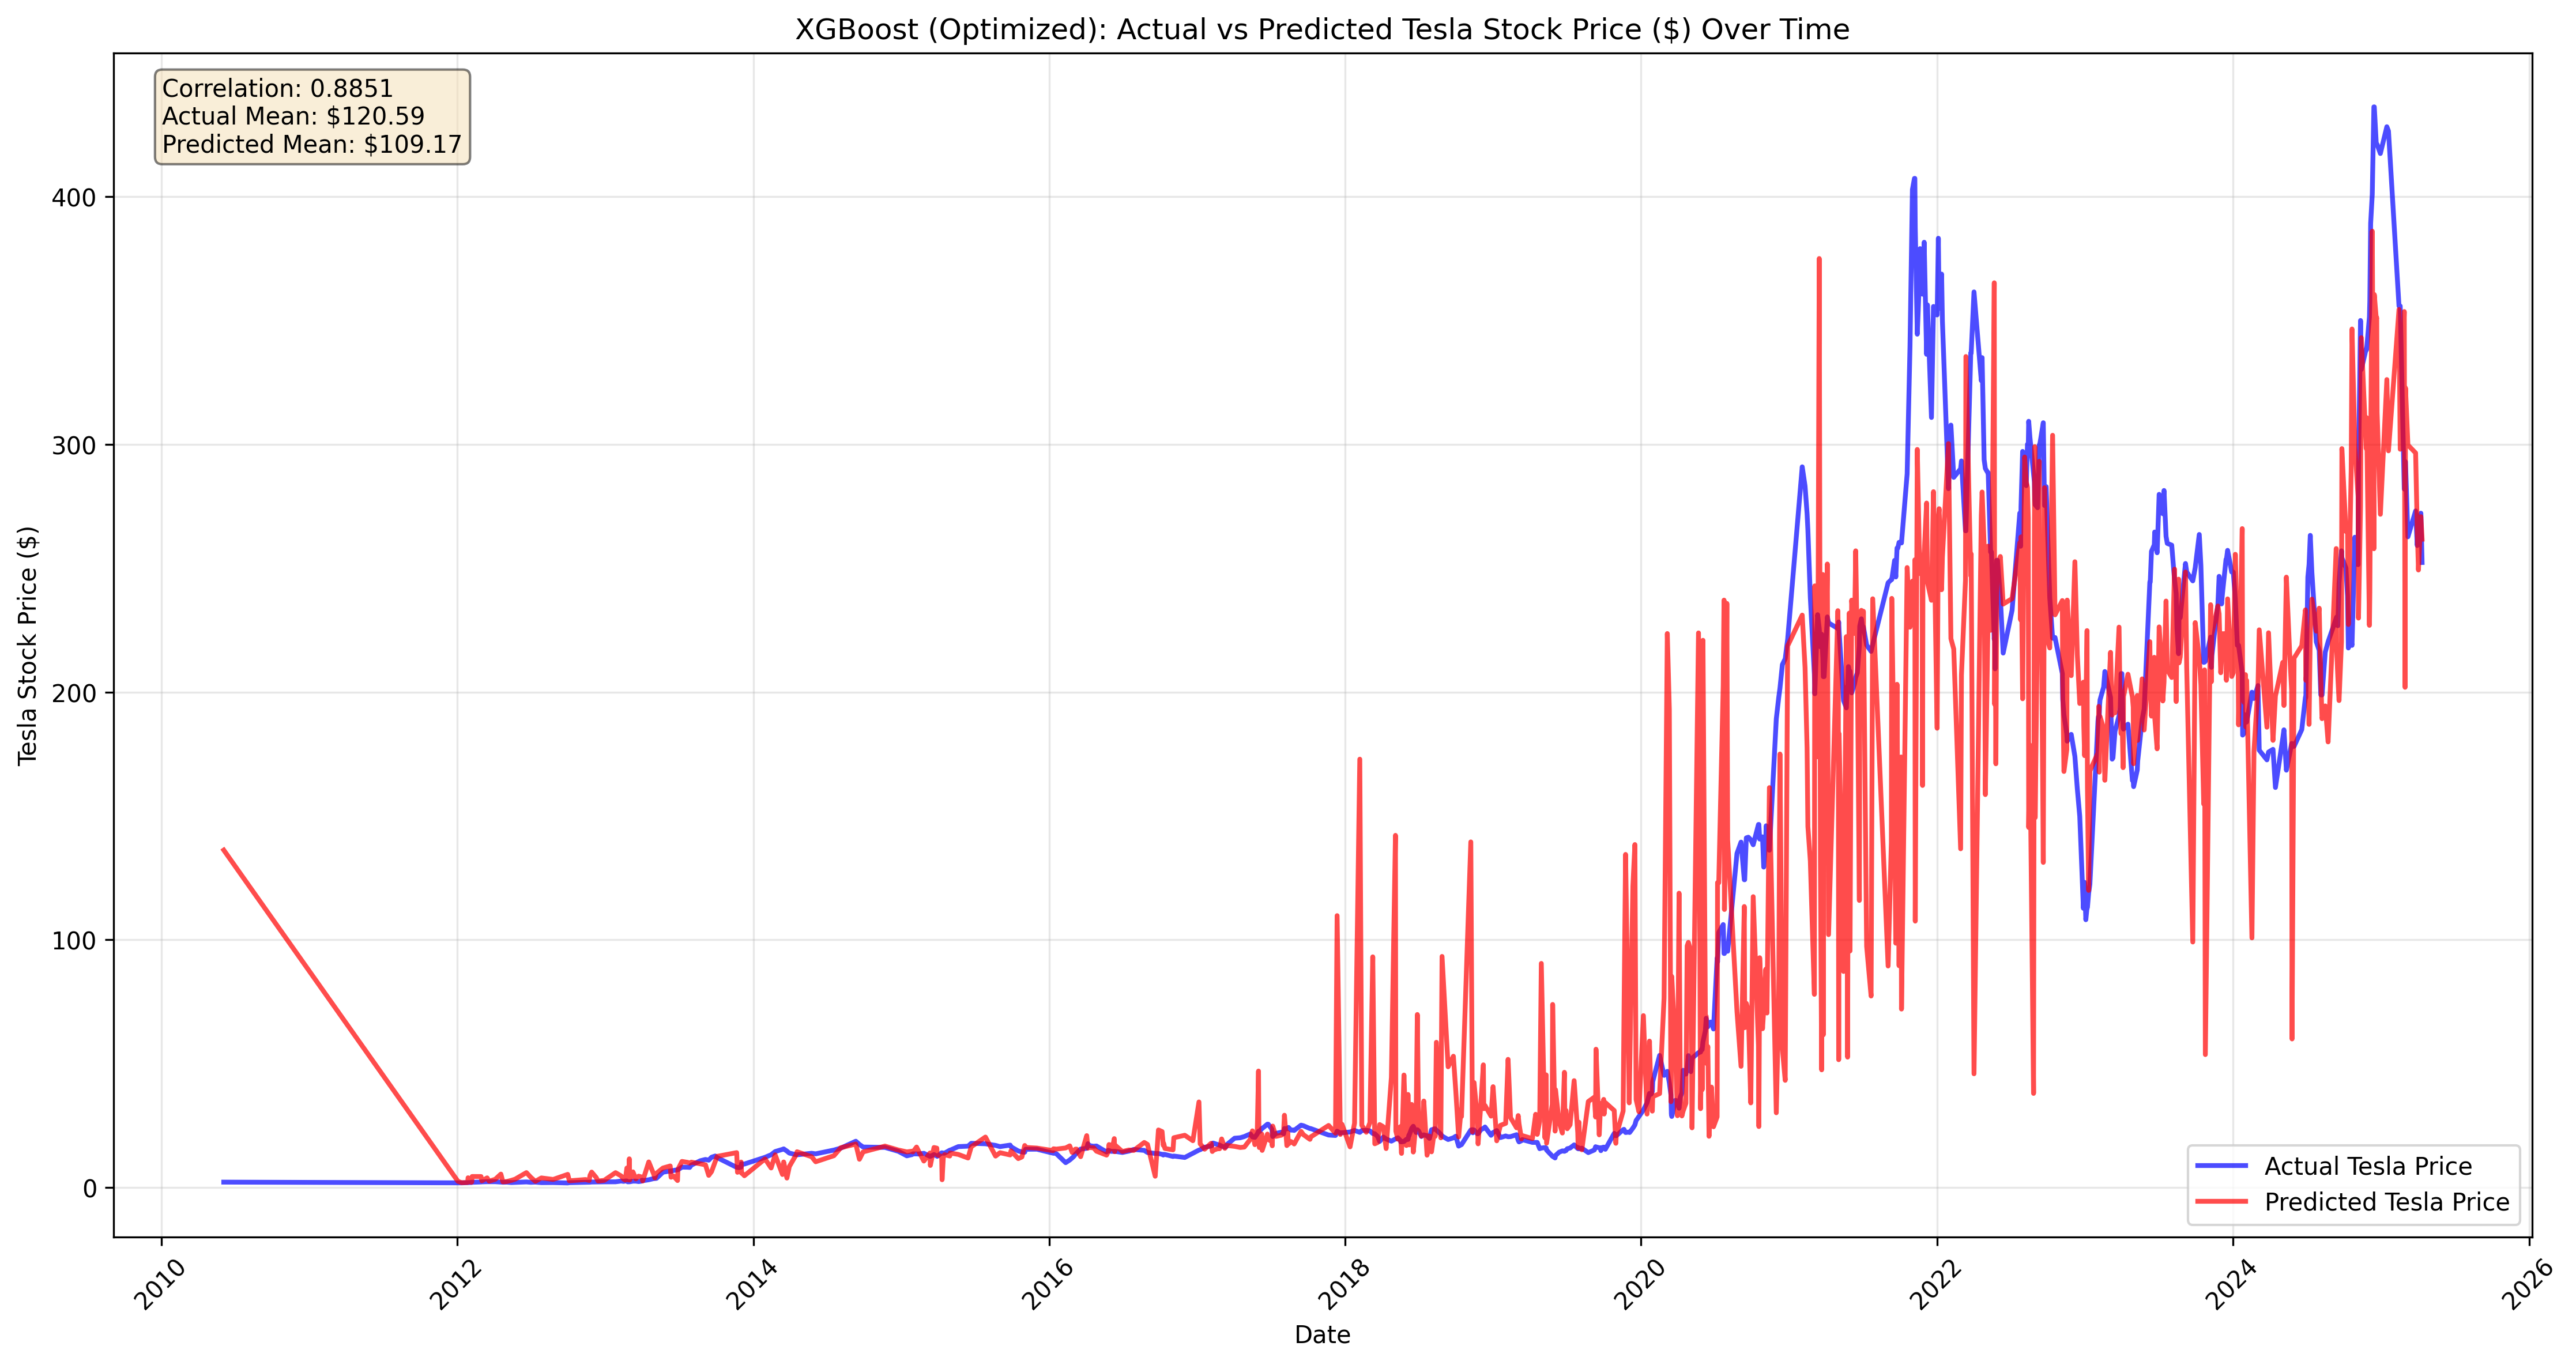 XGBoost (Optimized): Actual vs Predicted Tesla Stock Price ($) Over Time
Correlation: 0.8851
Actual Mean: $120.59
Predicted Mean: $109.17
Tesla Stock Price ($)
400
300
200
100
0
2010
2012
2014
2016
2018
2020
2022
2024
2026
Date
Actual Tesla Price
Predicted Tesla Price